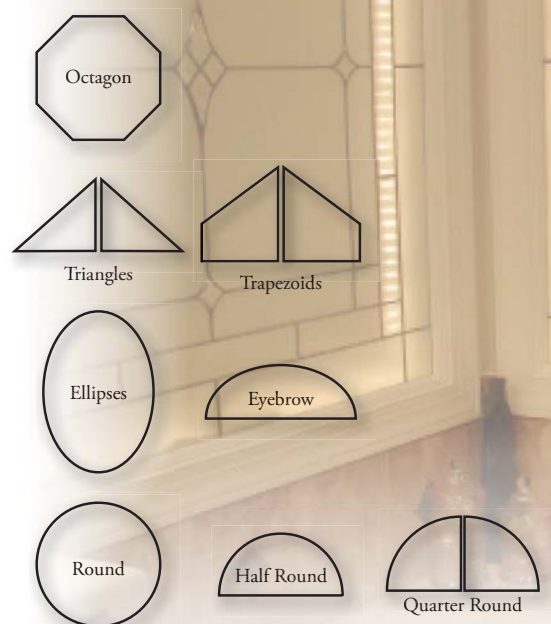 Octagon
Triangles
Trapezoids
Ellipses
Eyebrow
Round
Half Round
Quarter Round